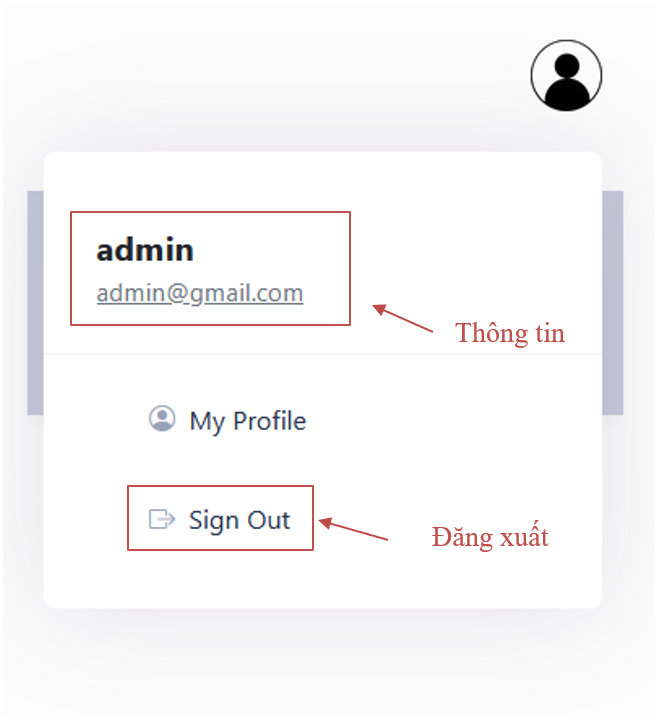 admin
admin@gmail.com
Thông tin
My Profile
Sign Out
Đăng xuất